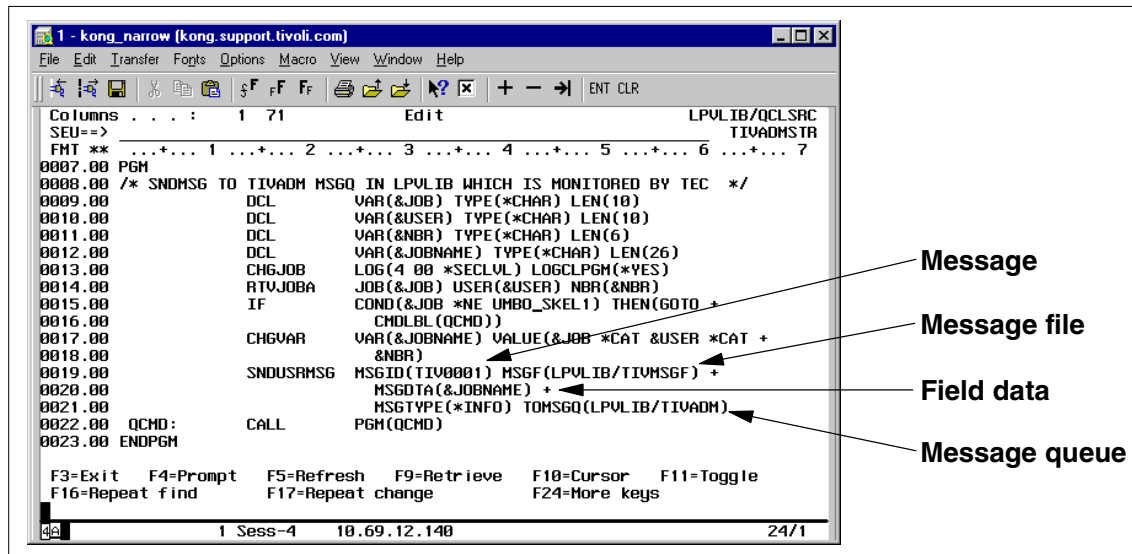 1 - kong_narrow (kong.support.tivoli.com)
File Edit Transfer Fonts Options Macro View Window Help
ENT CLR
Columns . . . :    1  71            Edit                          LPVLIB/QCLSRC
SEU==>                                                                 TIVADMSTR
FMT **  ...+... 1 ...+... 2 ...+... 3 ...+... 4 ...+... 5 ...+... 6 ...+... 7
0007.00 PGM
0008.00 /* SNDMSG TO TIVADM MSGQ IN LPVLIB WHICH IS MONITORED BY TEC  */
0009.00              DCL        VAR(&JOB) TYPE(*CHAR) LEN(10)
0010.00              DCL        VAR(&USER) TYPE(*CHAR) LEN(10)
0011.00              DCL        VAR(&NBR) TYPE(*CHAR) LEN(6)
0012.00              DCL        VAR(&JOBNAME) TYPE(*CHAR) LEN(26)
0013.00              CHGJOB     LOG(4 00 *SECLVL) LOGCLPGM(*YES)
0014.00              RTVJOBA    JOB(&JOB) USER(&USER) NBR(&NBR)
0015.00              IF         COND(&JOB *NE UMBO_SKEL1) THEN(GOTO +
0016.00                           CMDLBL(QCMD))
0017.00              CHGVAR     VAR(&JOBNAME) VALUE(&JOB *CAT &USER *CAT +
0018.00                           &NBR)
0019.00              SNDUSRMSG  MSGID(TIV0001) MSGF(LPVLIB/TIVMSGF) +
0020.00                           MSGDTA(&JOBNAME) +
0021.00                           MSGTYPE(*INFO) TOMSGQ(LPVLIB/TIVADM)
0022.00  QCMD:       CALL       PGM(QCMD)
0023.00 ENDPGM
F3=Exit   F4=Prompt   F5=Refresh   F9=Retrieve   F10=Cursor   F11=Toggle
F16=Repeat find       F17=Repeat change          F24=More keys
4A 1 Sess-4 10.69.12.140 24/1
Message
Message file
Field data
Message queue